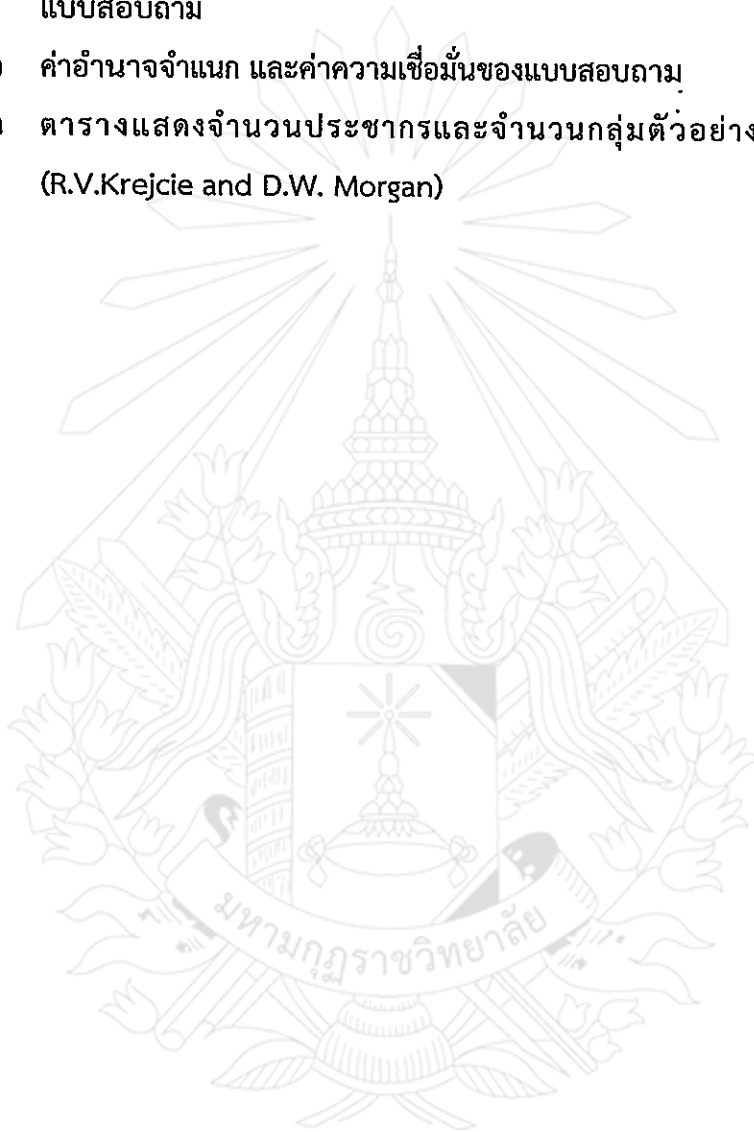 แบบสอบถาม
ค่าอำนาจจำแนก และค่าความเชื่อมั่นของแบบสอบถาม
ตารางแสดงจำนวนประชากรและจำนวนกลุ่มตัวอย่าง
(R.V.Krejcie and D.W. Morgan)
มหามกุฏราชวิทยาลัย